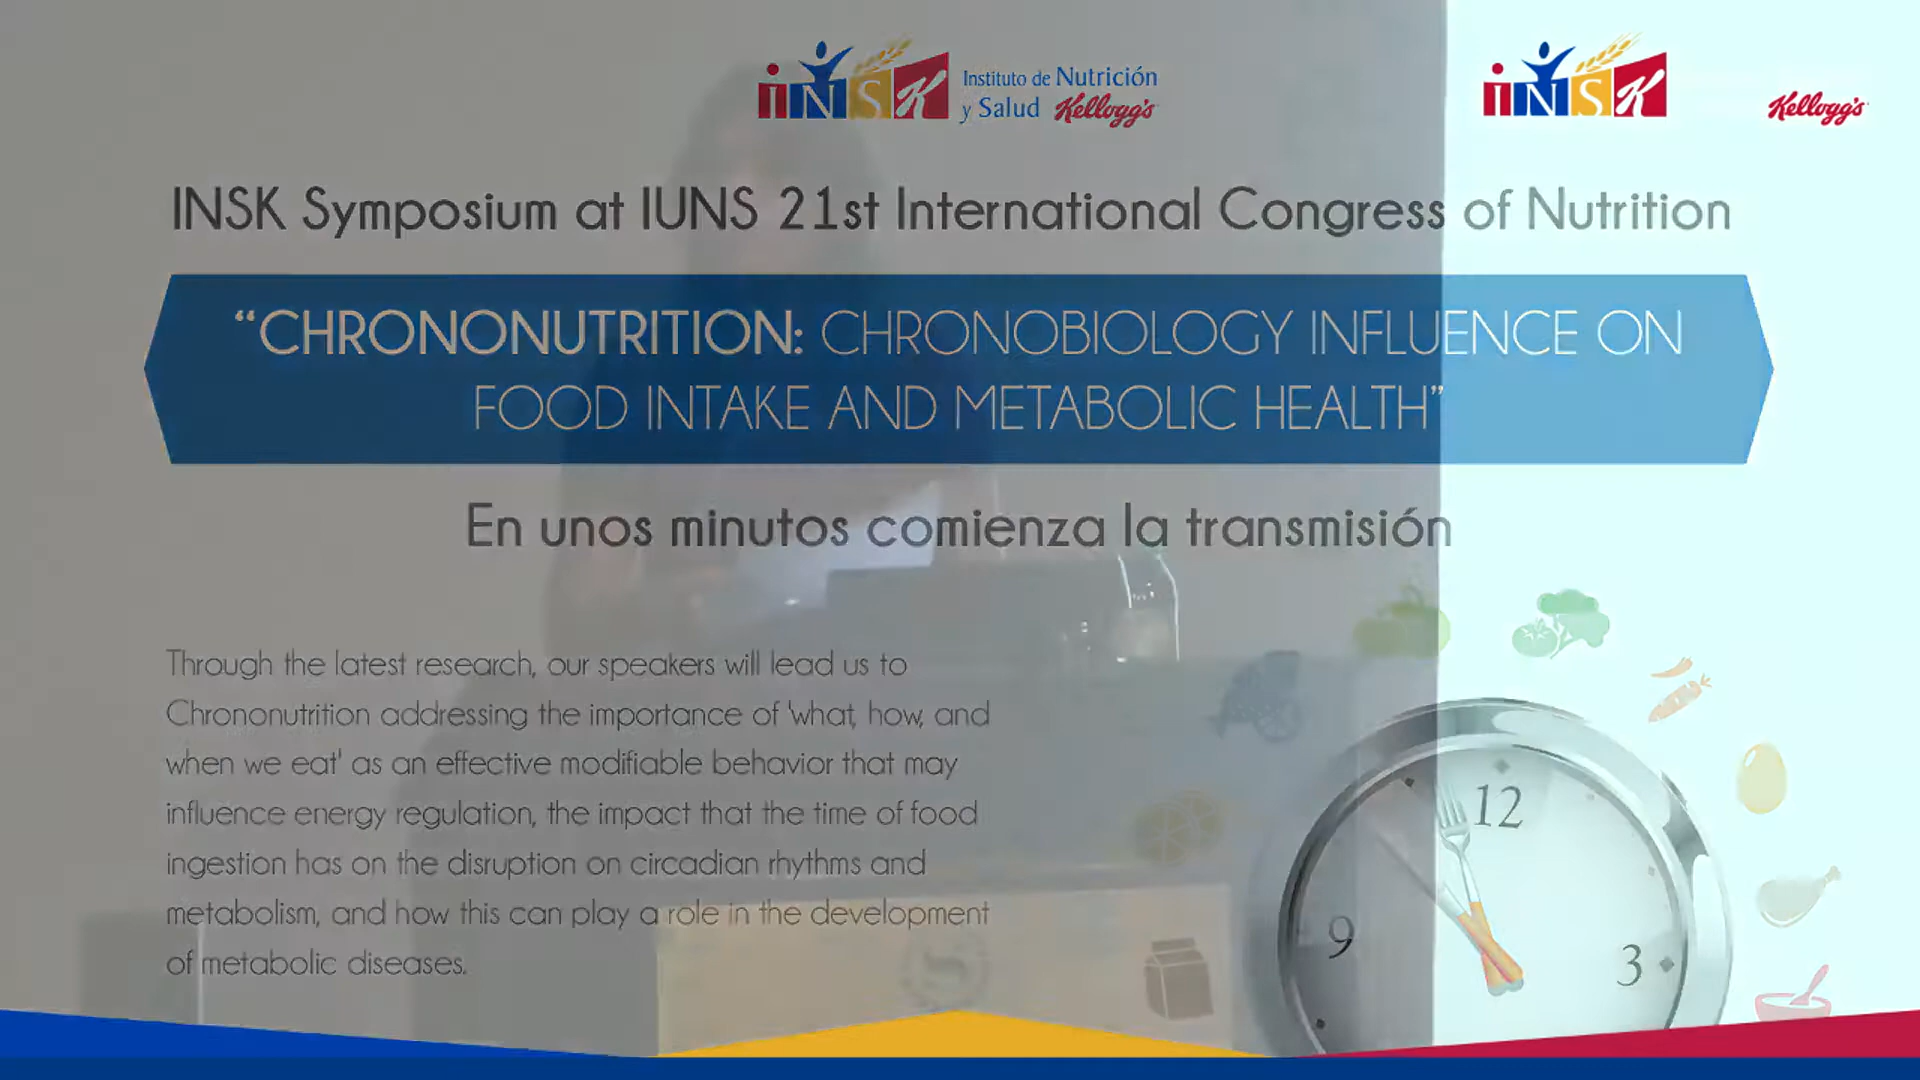 INSK Instituto de Nutrición
y Salud Kellogg's
INSK Kellogg's
INSK Symposium at IUNS 21st International Congress of Nutrition
“CHRONONUTRITION: CHRONOBIOLOGY INFLUENCE ON
FOOD INTAKE AND METABOLIC HEALTH”
En unos minutos comienza la transmisión
Through the latest research, our speakers will lead us to
Chrononutrition addressing the importance of 'what, how, and
when we eat' as an effective modifiable behavior that may
influence energy regulation, the impact that the time of food
ingestion has on the disruption on circadian rhythms and
metabolism, and how this can play a role in the development
of metabolic diseases.
12
9
3